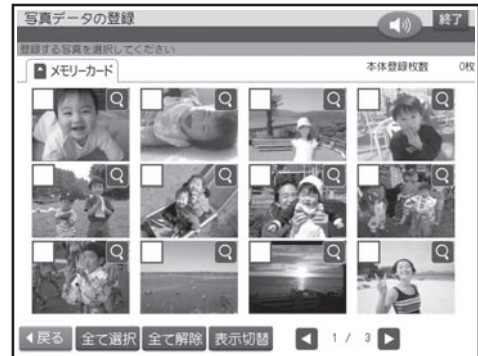 写真データの登録
終了
登録する写真を選択してください
メモリーカード
本体登録枚数 0枚
◀戻る 全て選択 全て解除 表示切替 ◀ 1 / 3 ▶